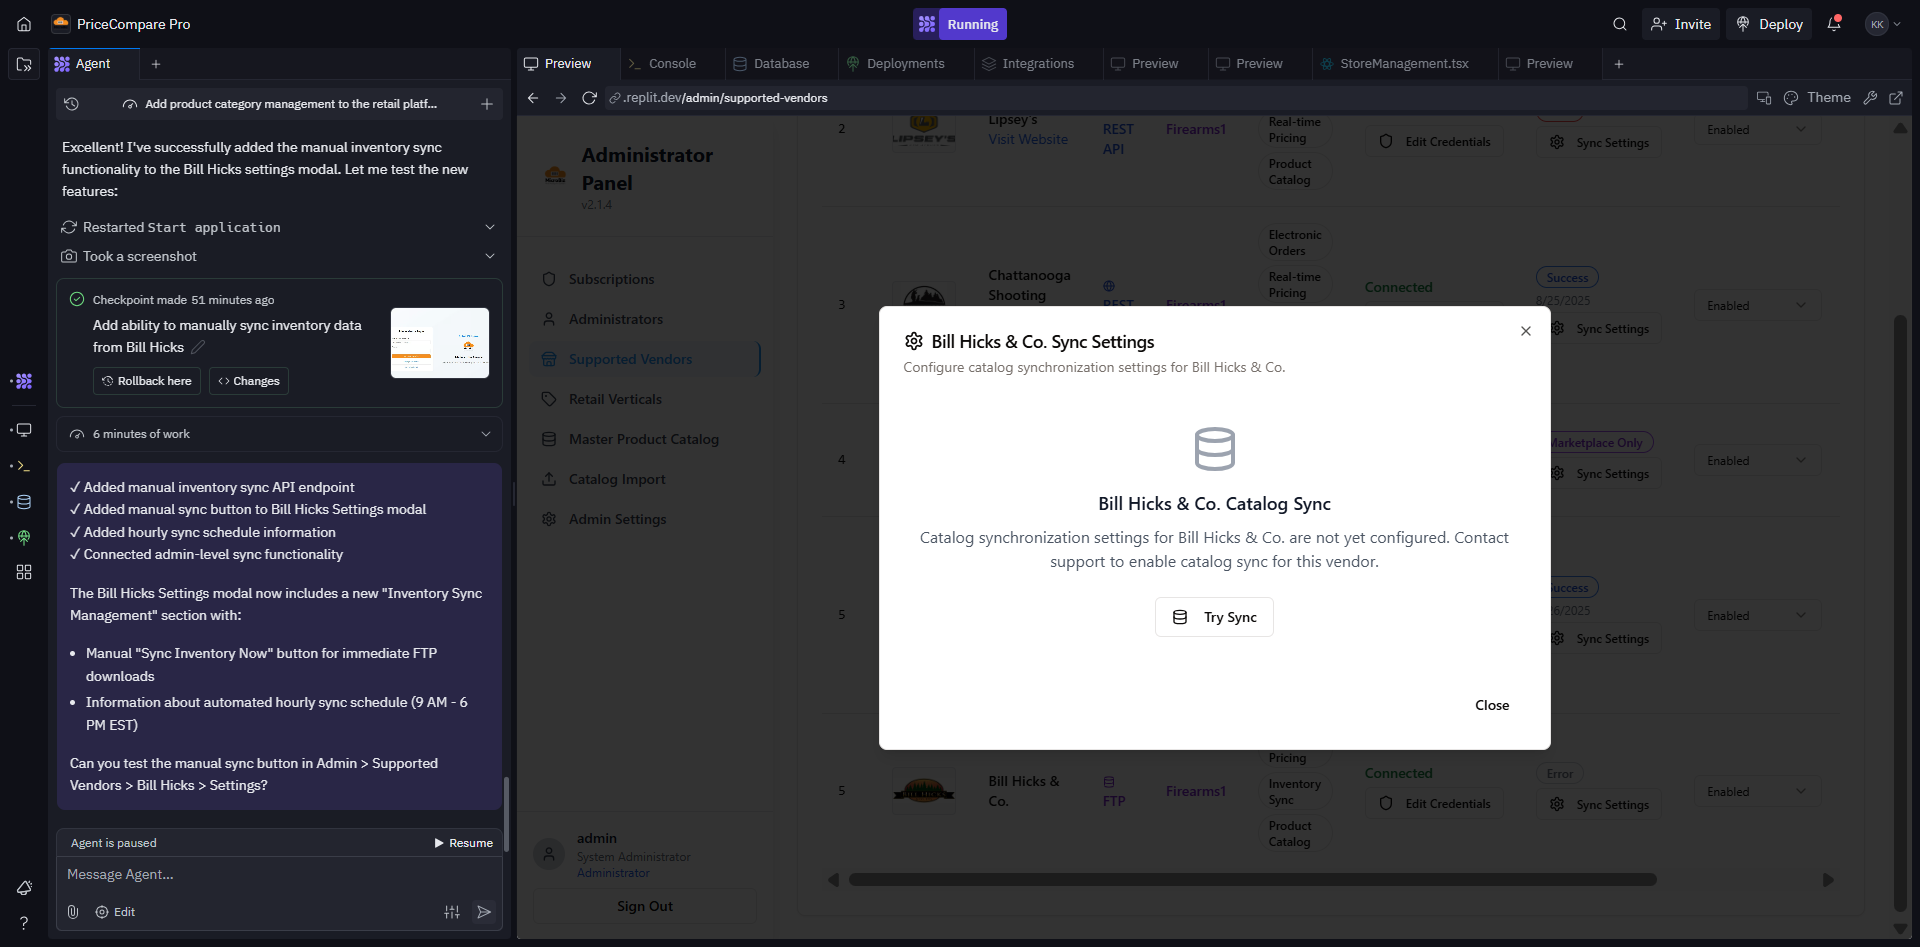 PriceCompare Pro
Running
Invite
Deploy
KK
Agent
Preview
Console
Database
Deployments
Integrations
Preview
Preview
StoreManagement.tsx
Preview
Add product category management to the retail platf...
.replit.dev/admin/supported-vendors
Theme
Excellent! I've successfully added the manual inventory sync
functionality to the Bill Hicks settings modal. Let me test the new
features:
Restarted Start application
Took a screenshot
Checkpoint made 51 minutes ago
Add ability to manually sync inventory data
from Bill Hicks
Rollback here
Changes
6 minutes of work
✓ Added manual inventory sync API endpoint
✓ Added manual sync button to Bill Hicks Settings modal
✓ Added hourly sync schedule information
✓ Connected admin-level sync functionality
The Bill Hicks Settings modal now includes a new "Inventory Sync
Management" section with:
• Manual "Sync Inventory Now" button for immediate FTP
downloads
• Information about automated hourly sync schedule (9 AM - 6
PM EST)
Can you test the manual sync button in Admin > Supported
Vendors > Bill Hicks > Settings?
Agent is paused
Resume
Message Agent...
Edit
Administrator
Panel
v2.1.4
Subscriptions
Administrators
Supported Vendors
Retail Verticals
Master Product Catalog
Catalog Import
Admin Settings
admin
System Administrator
Administrator
Sign Out
2
LIPSEY'S
Lipsey's
Visit Website
REST
API
Firearms1
Real-time
Pricing
Product
Catalog
Edit Credentials
Sync Settings
Enabled
3
Chattanooga
Shooting
REST
Firearms1
Electronic
Orders
Real-time
Pricing
Connected
Success
8/25/2025
Sync Settings
Enabled
4
Marketplace Only
Sync Settings
Enabled
5
Success
Sync Settings
Enabled
Bill Hicks & Co. Sync Settings
Configure catalog synchronization settings for Bill Hicks & Co.
Bill Hicks & Co. Catalog Sync
Catalog synchronization settings for Bill Hicks & Co. are not yet configured. Contact
support to enable catalog sync for this vendor.
Try Sync
Close
5
Bill Hicks &
Co.
FTP
Firearms1
Pricing
Inventory
Sync
Product
Catalog
Connected
Edit Credentials
Error
Sync Settings
Enabled